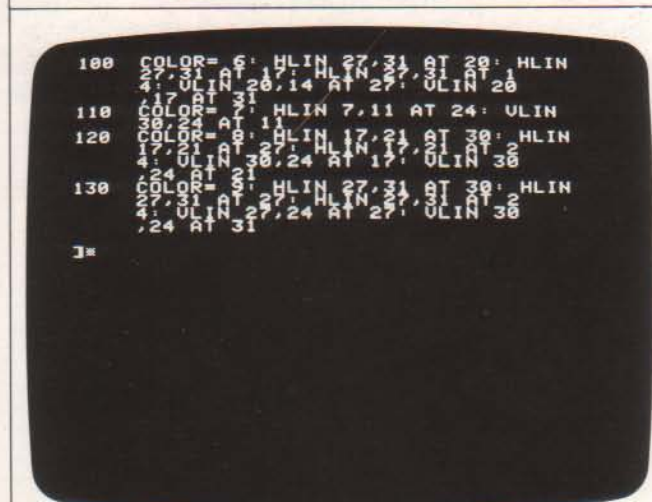 100 COLOR= 6: HLIN 27,31 AT 20: HLIN
27,31 AT 17: HLIN 27,31 AT 1
4: VLIN 20,14 AT 27: VLIN 20
,17 AT 31
110 COLOR= 7: HLIN 7,11 AT 24: VLIN
30,24 AT 11
120 COLOR= 8: HLIN 17,21 AT 30: HLIN
17,21 AT 27: HLIN 17,21 AT 2
4: VLIN 30,24 AT 17: VLIN 30
,24 AT 21
130 COLOR= 9: HLIN 27,31 AT 30: HLIN
27,31 AT 27: HLIN 27,31 AT 2
4: VLIN 27,24 AT 27: VLIN 30
,24 AT 31
]※